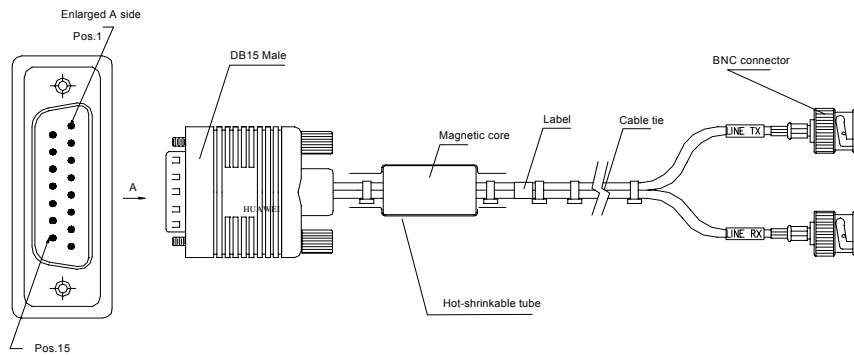 Enlarged A side
Pos.1
DB15 Male
BNC connector
Magnetic core
Label
Cable tie
LINE TX
A
HUAWEI
LINE RX
Hot-shrinkable tube
Pos.15